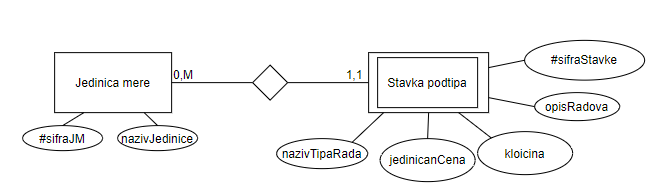 Jedinica mere
0,M
1,1
Stavka podtipa
#sifraStavke
opisRadova
#sifraJM
nazivJedinice
nazivTipaRada
jedinicanCena
kloicina